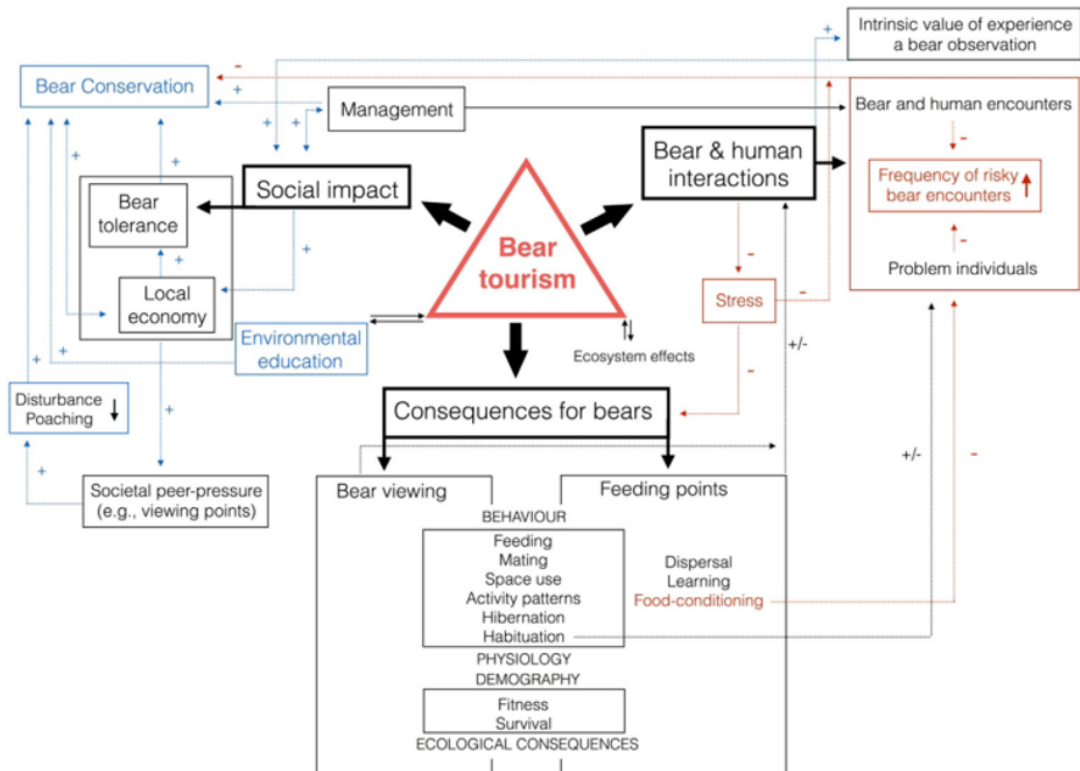 Intrinsic value of experience
a bear observation
+
Bear Conservation
-
+
Management
+
+
Bear and human encounters
-
Frequency of risky
bear encounters
-
Problem individuals
Bear & human
interactions
Social impact
+
+
Bear
tolerance
+
Local
economy
+
Bear
tourism
-
Stress
-
-
+/-
Environmental
education
Ecosystem effects
+
+
+
Disturbance
Poaching
+
Consequences for bears
+
Societal peer-pressure
(e.g., viewing points)
+/-
-
Bear viewing
Feeding points
BEHAVIOUR
Feeding
Mating
Space use
Activity patterns
Hibernation
Habituation
Dispersal
Learning
Food-conditioning
PHYSIOLOGY
DEMOGRAPHY
Fitness
Survival
ECOLOGICAL CONSEQUENCES